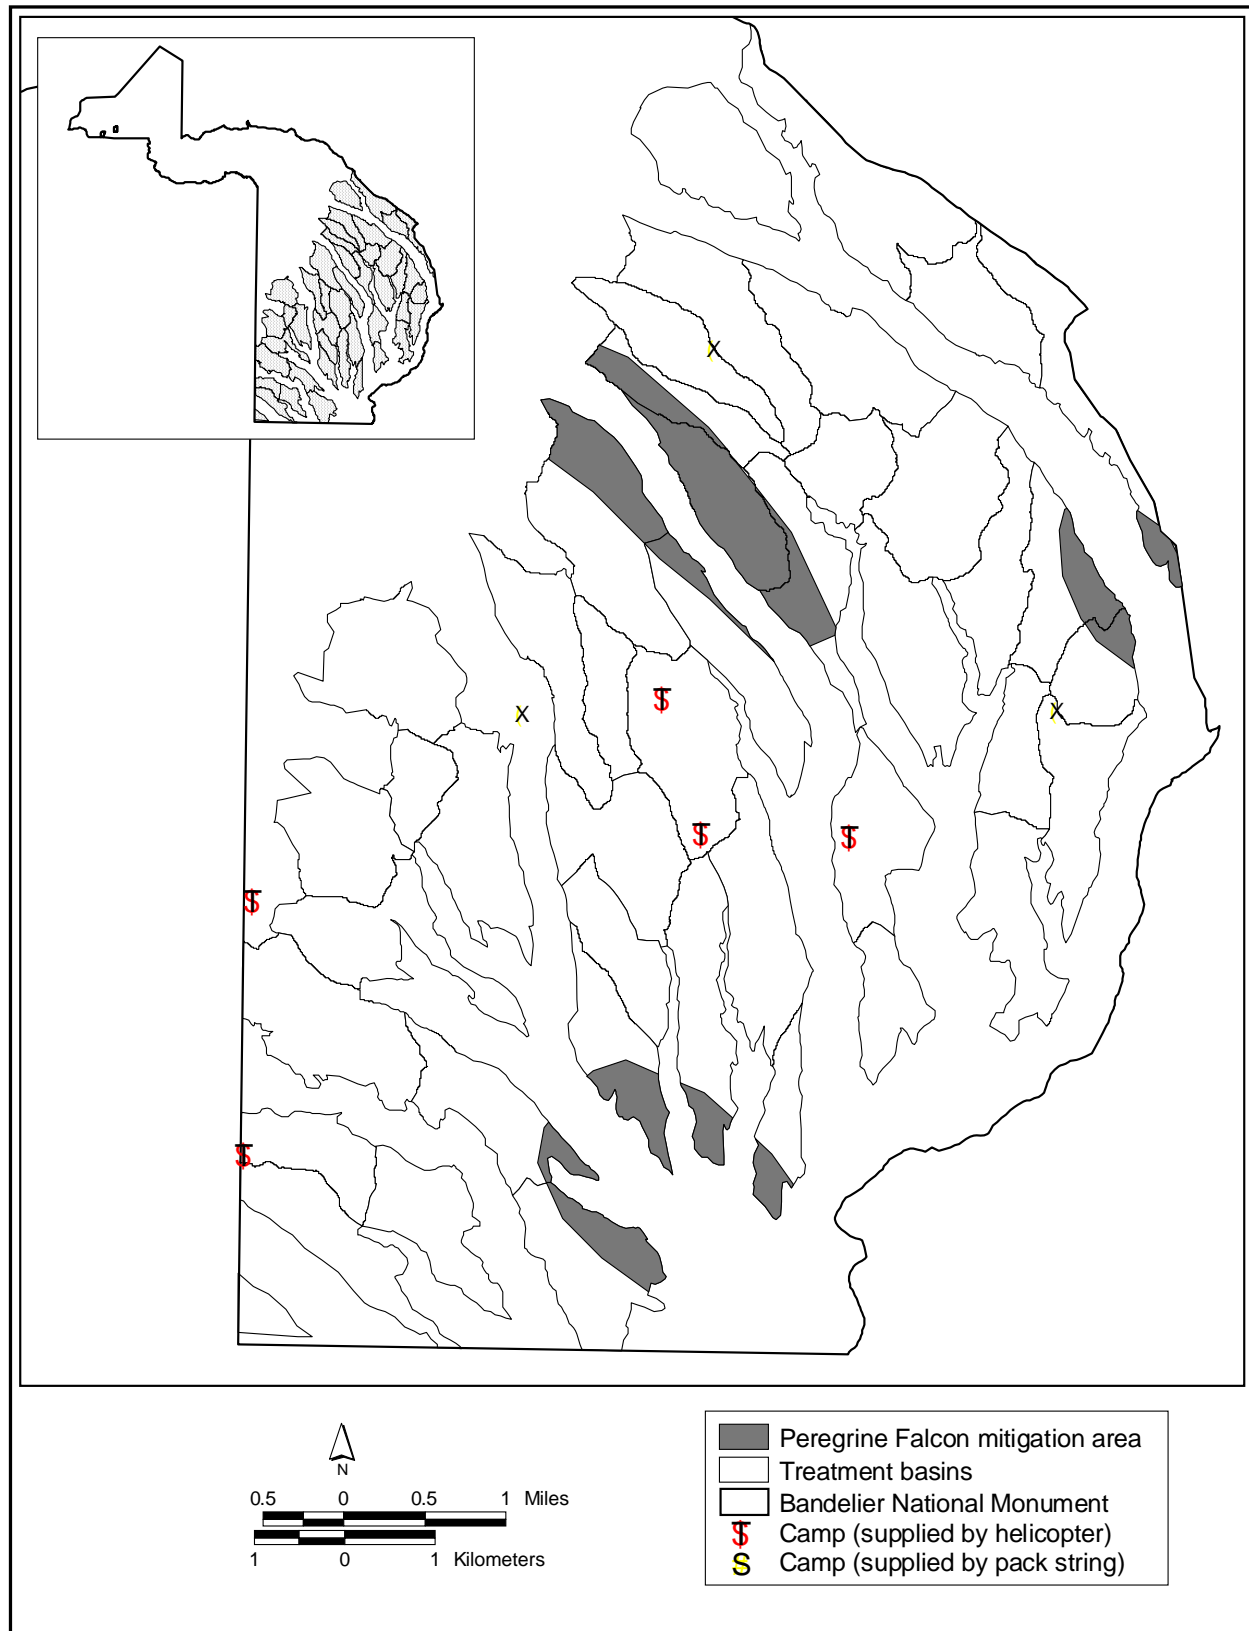 X
X
X
$
$
$
$
$
N
0.5 0 0.5 1 Miles
1 0 1 Kilometers
Peregrine Falcon mitigation area
Treatment basins
Bandelier National Monument
$ Camp (supplied by helicopter)
S Camp (supplied by pack string)